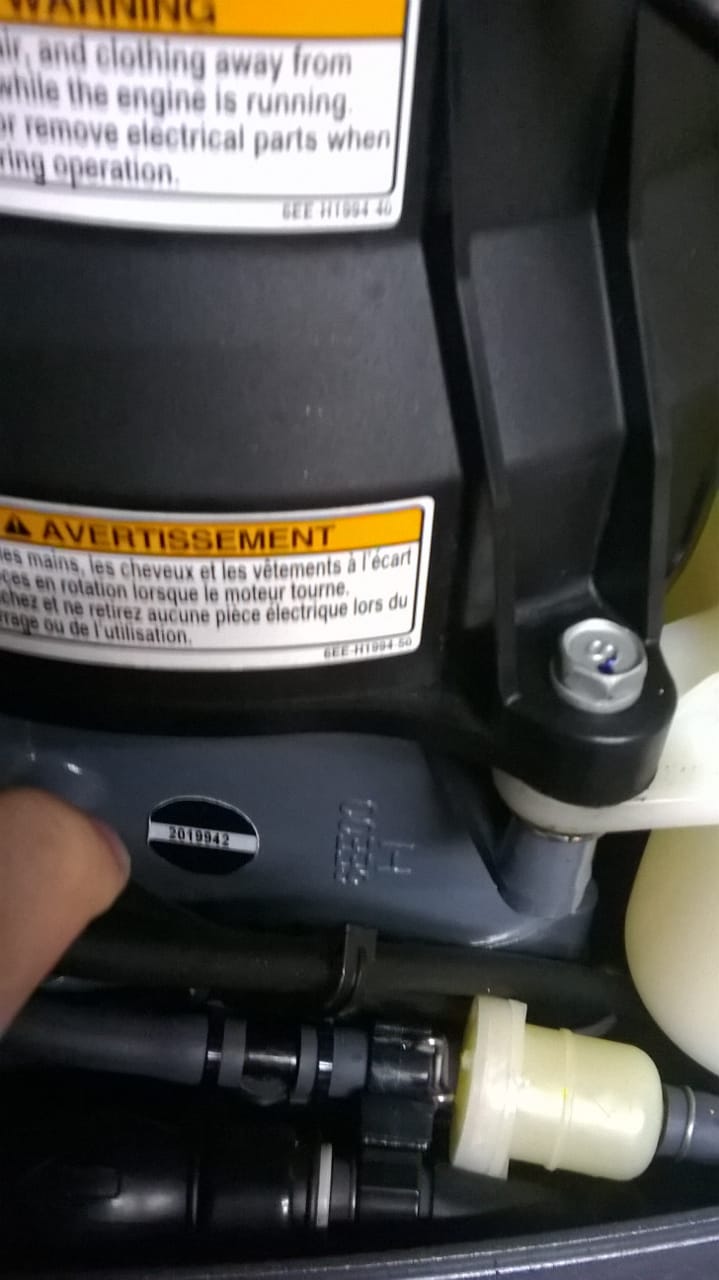 WARNING
air, and clothing away from
while the engine is running.
or remove electrical parts when
ring operation.
6EE-H1994-40
AVERTISSEMENT
les mains, les cheveux et les vêtements à l'écart
ces en rotation lorsque le moteur tourne.
chez et ne retirez aucune pièce électrique lors du
rrage ou de l'utilisation.
6EE-H1994-50
2019942
H